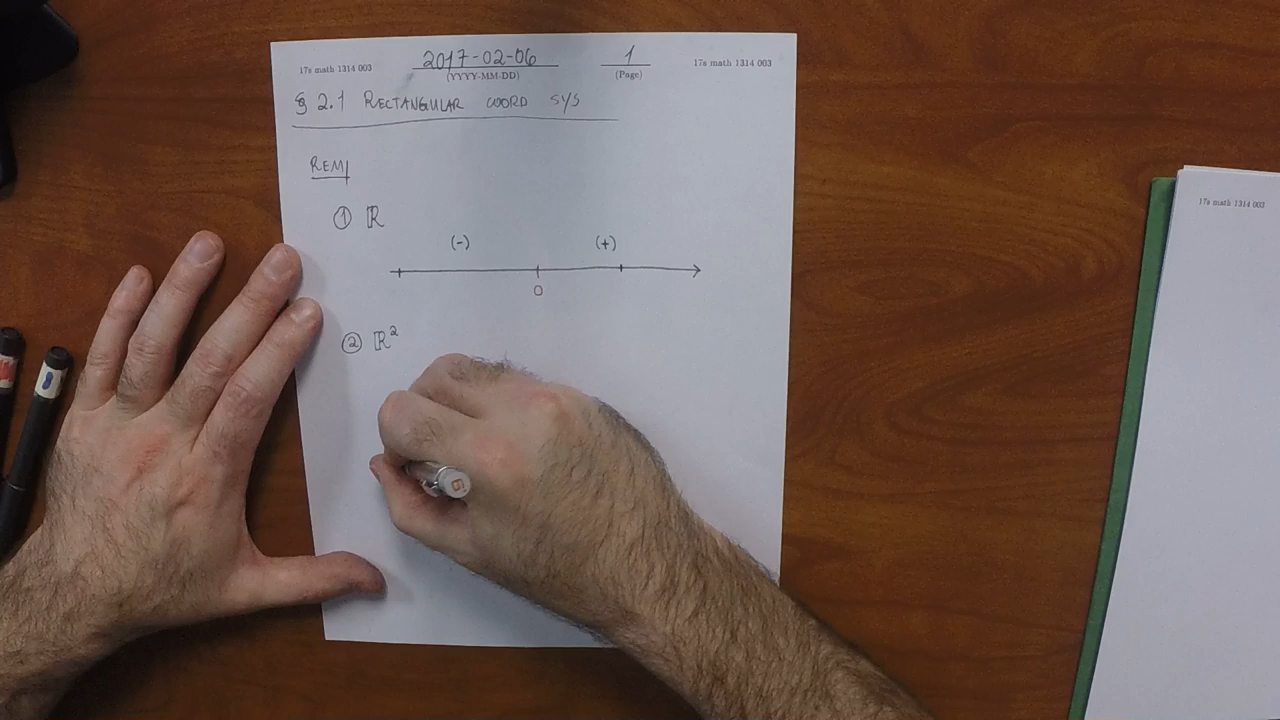 17s math 1314 003 2017-02-06 1 17s math 1314 003
(YYYY-MM-DD) (Page)
§ 2.1 RECTANGULAR COORD SYS
REM
① ℝ
(-) (+)
0
② ℝ²
17s math 1314 003